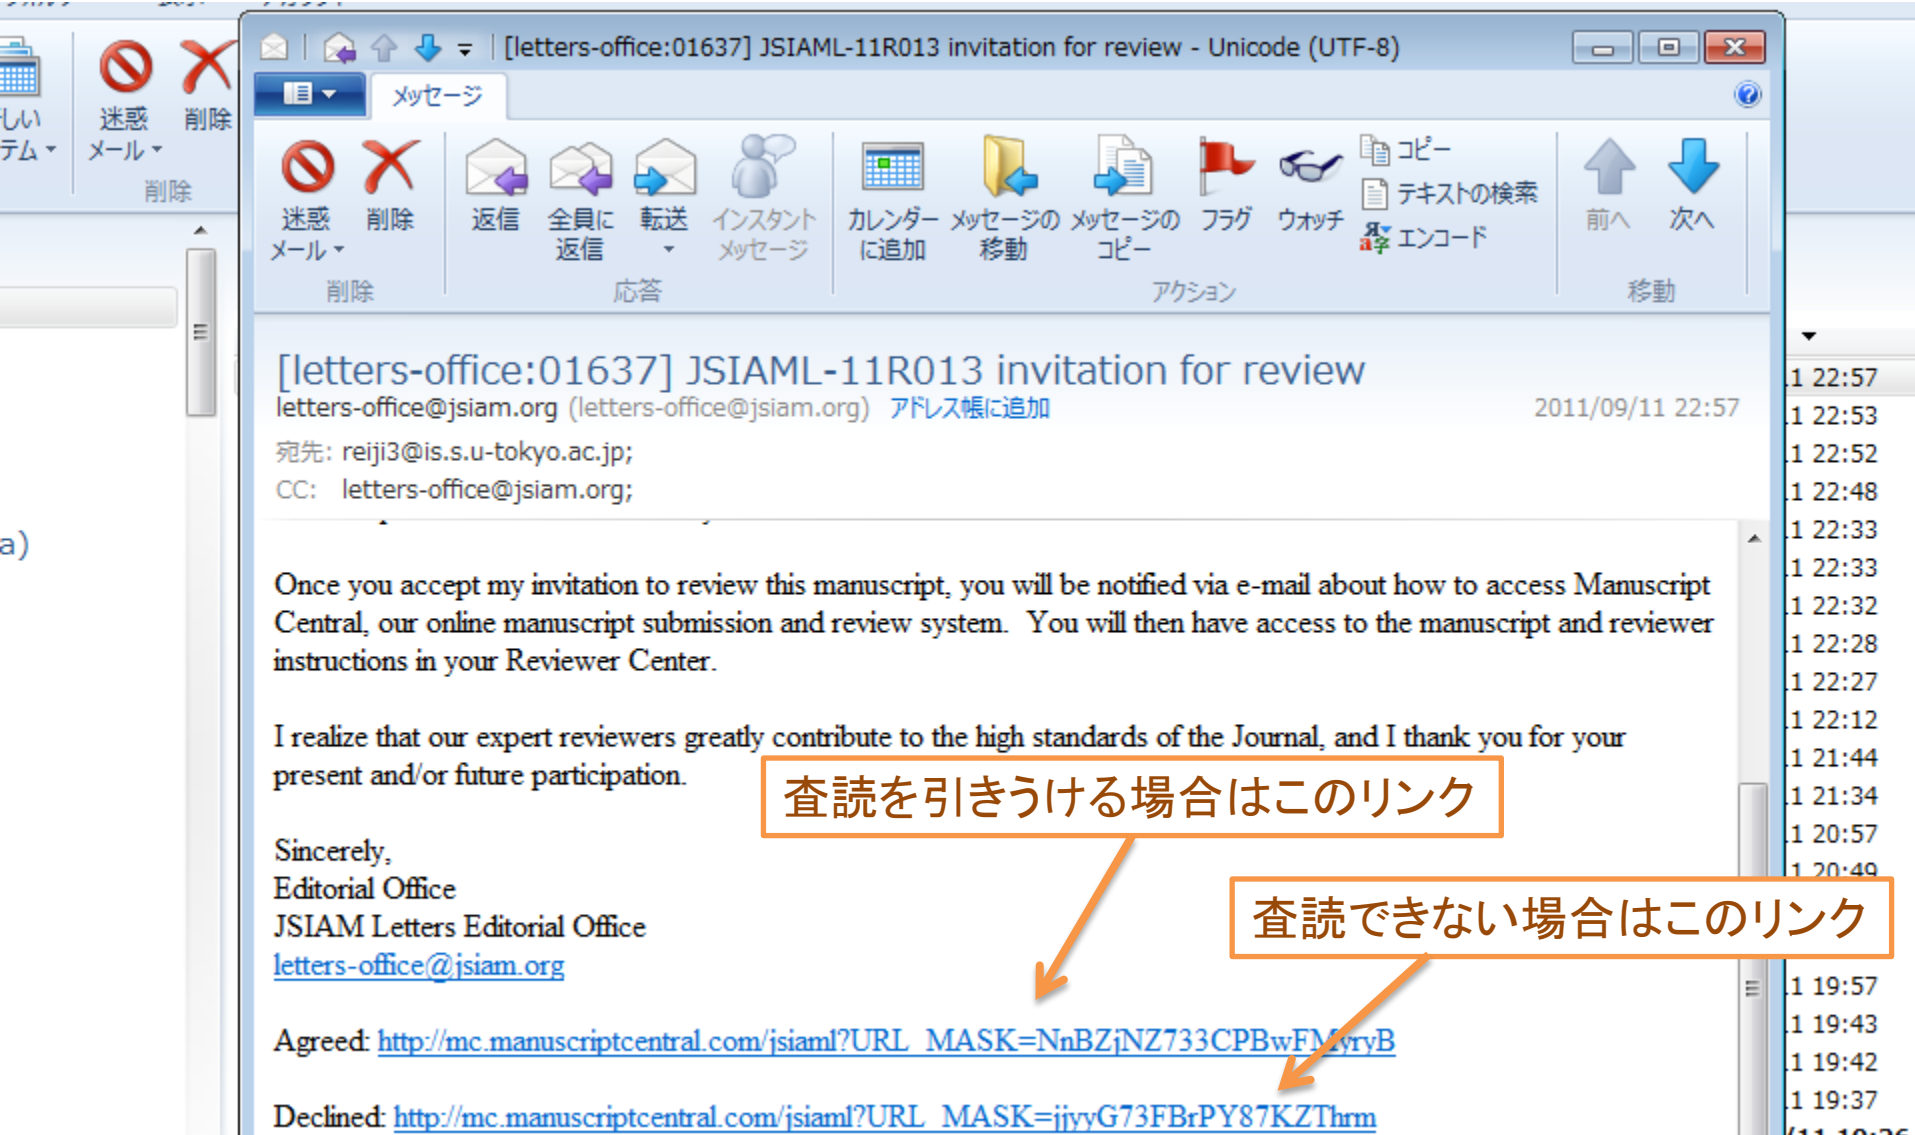 [letters-office:01637] JSIAML-11R013 invitation for review - Unicode (UTF-8)
メッセージ
迷惑
メール
削除
削除
迷惑
メール
削除
返信
全員に
返信
転送
インスタント
メッセージ
カレンダー
に追加
メッセージの
移動
メッセージの
コピー
フラグ
ウォッチ
コピー
テキストの検索
エンコード
前へ
次へ
削除
応答
アクション
移動
[letters-office:01637] JSIAML-11R013 invitation for review
letters-office@jsiam.org (letters-office@jsiam.org) アドレス帳に追加
2011/09/11 22:57
宛先: reiji3@is.s.u-tokyo.ac.jp;
CC: letters-office@jsiam.org;
a)
Once you accept my invitation to review this manuscript, you will be notified via e-mail about how to access Manuscript
Central, our online manuscript submission and review system. You will then have access to the manuscript and reviewer
instructions in your Reviewer Center.
I realize that our expert reviewers greatly contribute to the high standards of the Journal, and I thank you for your
present and/or future participation.
査読を引きうける場合はこのリンク
Sincerely,
Editorial Office
JSIAM Letters Editorial Office
letters-office@jsiam.org
査読できない場合はこのリンク
Agreed: http://mc.manuscriptcentral.com/jsiaml?URL_MASK=NnBZjNZ733CPBwFMyryB
Declined: http://mc.manuscriptcentral.com/jsiaml?URL_MASK=jjyyG73FBrPY87KZThrm
1 22:57
1 22:53
1 22:52
1 22:48
1 22:33
1 22:33
1 22:32
1 22:28
1 22:27
1 22:12
1 21:44
1 21:34
1 20:57
1 20:49
1 19:57
1 19:43
1 19:42
1 19:37